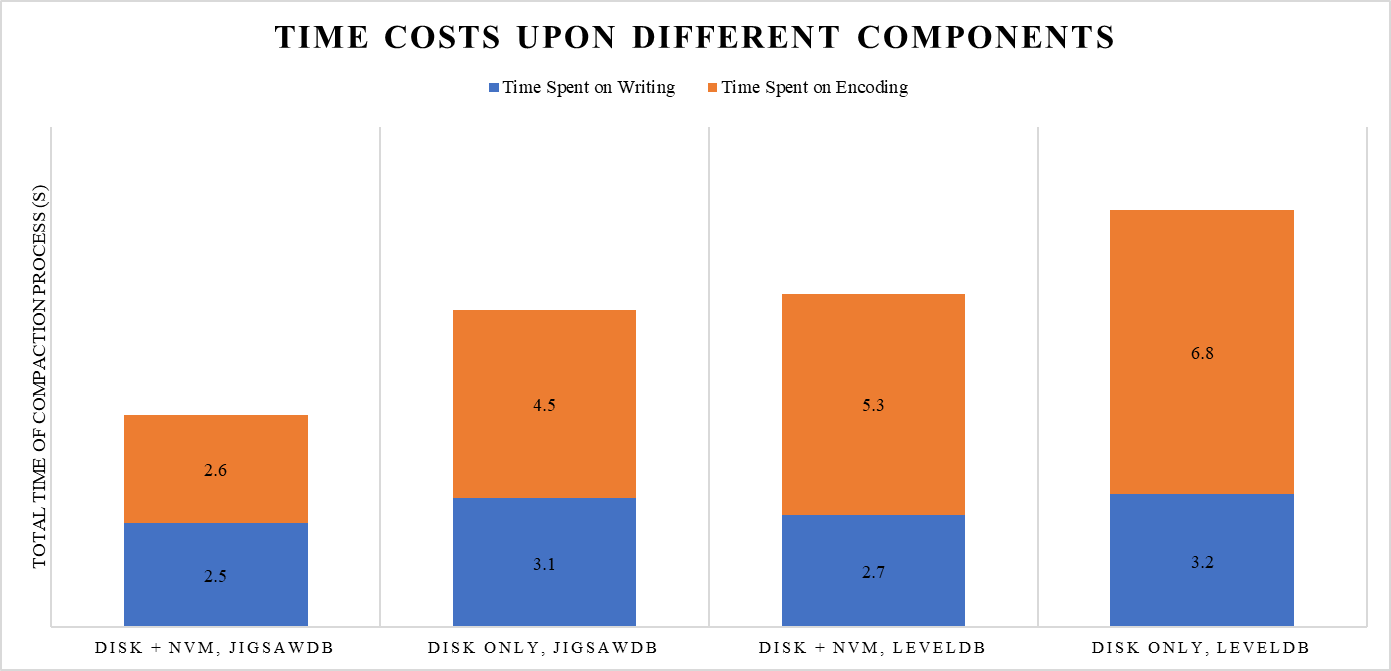 TIME COSTS UPON DIFFERENT COMPONENTS
Time Spent on Writing Time Spent on Encoding
TOTAL TIME OF COMPACTION PROCESS (S)
2.6
2.5
4.5
3.1
5.3
2.7
6.8
3.2
DISK + NVM, JIGSAWDB
DISK ONLY, JIGSAWDB
DISK + NVM, LEVELDB
DISK ONLY, LEVELDB